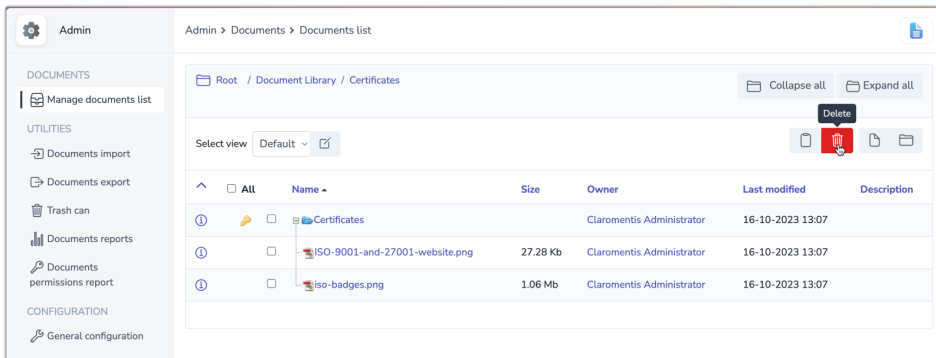 Admin
Admin > Documents > Documents list
DOCUMENTS
Manage documents list
UTILITIES
Documents import
Documents export
Trash can
Documents reports
Documents
permissions report
CONFIGURATION
General configuration
Root / Document Library / Certificates
Collapse all Expand all
Delete
Select view Default
All Name Size Owner Last modified Description
Certificates Claromentis Administrator 16-10-2023 13:07
ISO-9001-and-27001-website.png 27.28 Kb Claromentis Administrator 16-10-2023 13:07
iso-badges.png 1.06 Mb Claromentis Administrator 16-10-2023 13:07